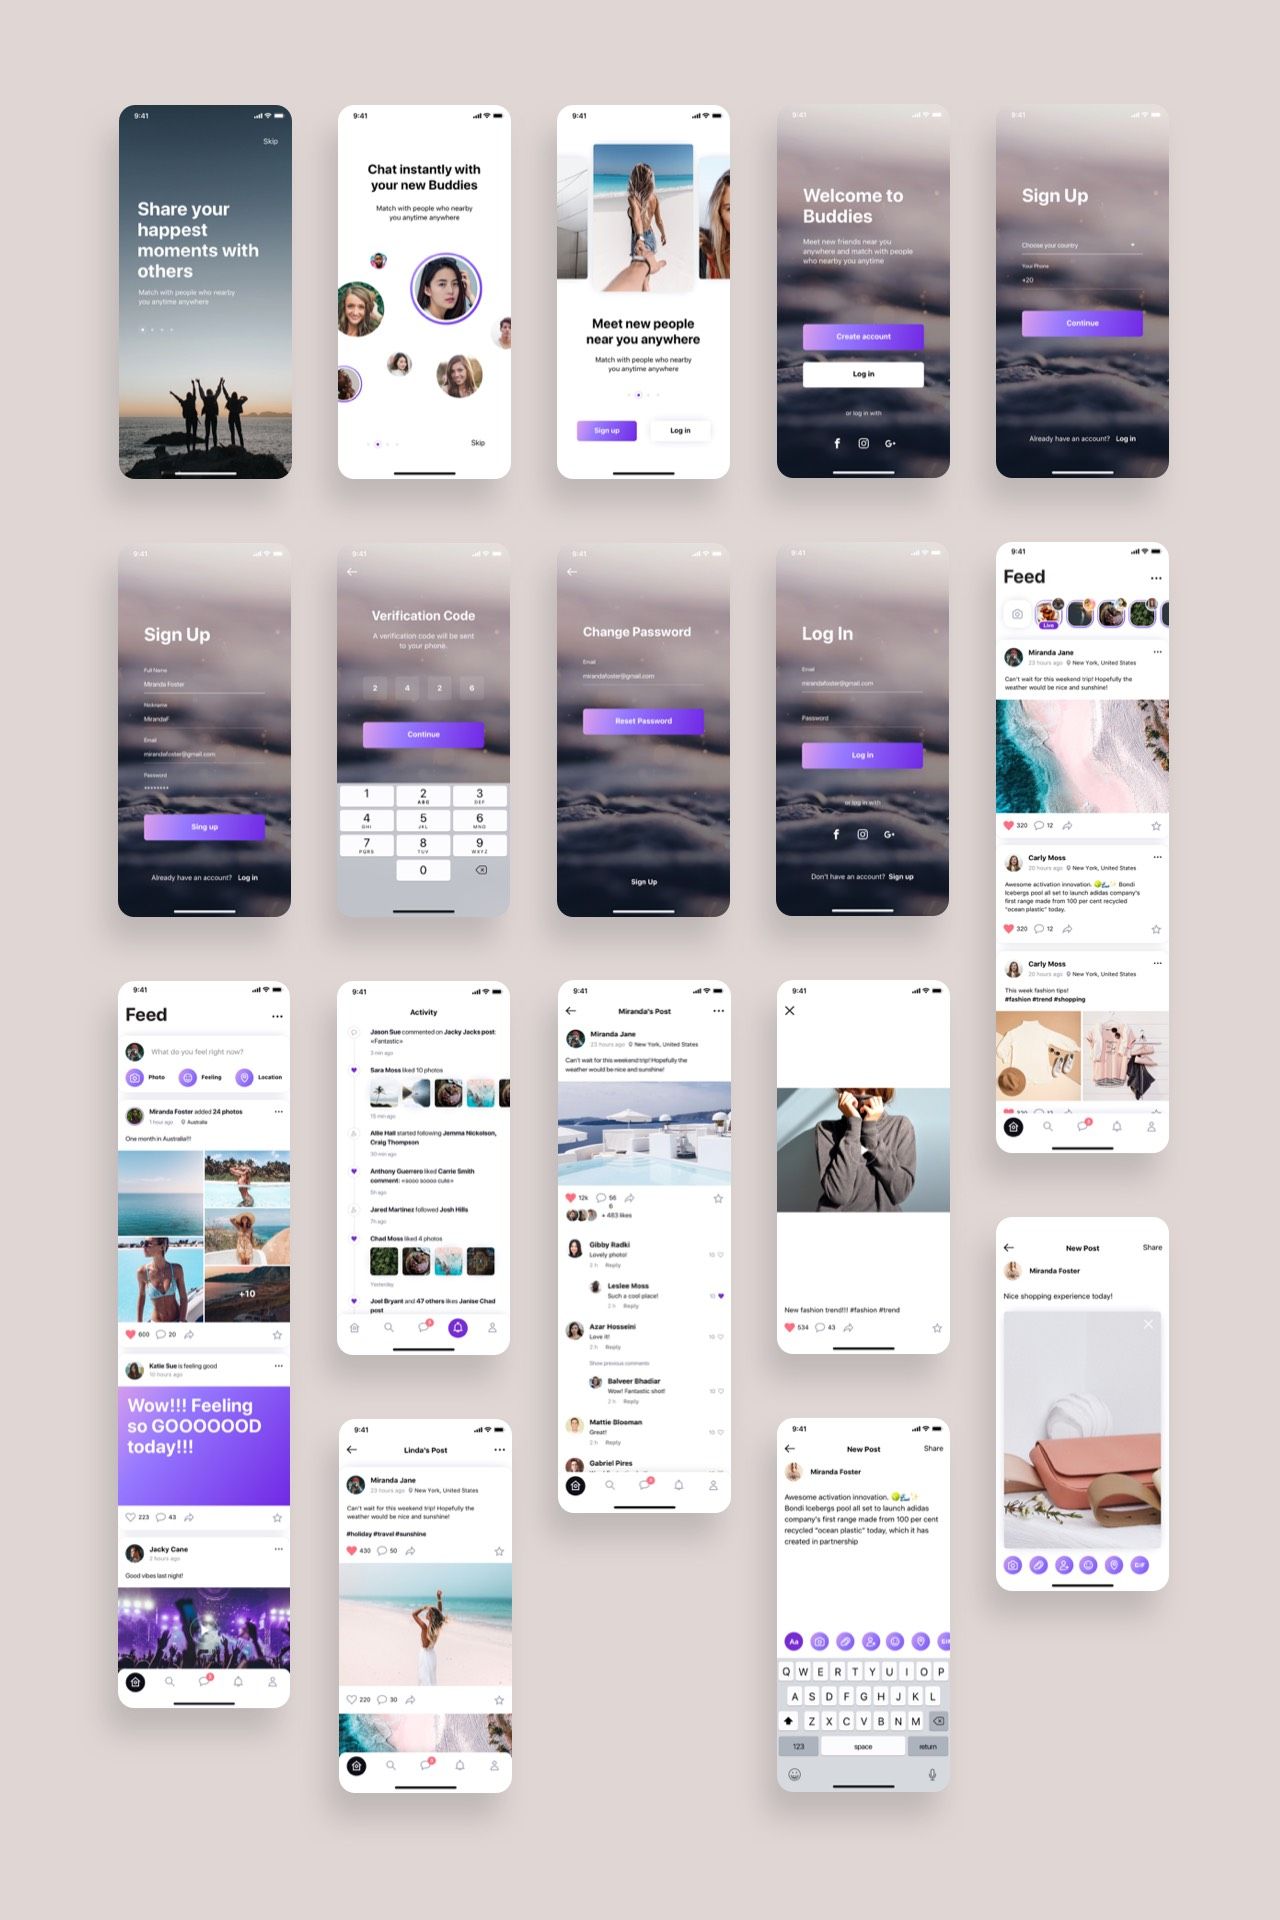 9:41
Skip
Share your
happest
moments with
others
Match with people who nearby
you anytime anywhere
9:41
Chat instantly with
your new Buddies
Match with people who nearby
you anytime anywhere
Skip
9:41
Meet new people
near you anywhere
Match with people who nearby
you anytime anywhere
Sign up
Log in
9:41
Welcome to
Buddies
Meet new friends near you
anywhere and match with people
who nearby you anytime
Create account
Log in
or log in with
f
G+
9:41
Sign Up
Choose your country
Your Phone
+20
Continue
Already have an account? Log in
9:41
Sign Up
Full Name
Miranda Foster
Nickname
MirandaF
Email
mirandafoster@gmail.com
Password
********
Sing up
Already have an account? Log in
9:41
Verification Code
A verification code will be sent
to your phone.
2 4 2 6
Continue
1 2 ABC 3 DEF
4 GHI 5 JKL 6 MNO
7 PQRS 8 TUV 9 WXYZ
0
9:41
Change Password
Email
mirandafoster@gmail.com
Reset Password
Sign Up
9:41
Log In
Email
mirandafoster@gmail.com
Password
Log in
or log in with
f
G+
Don't have an account? Sign up
9:41
Feed
Live
Miranda Jane
23 hours ago New York, United States
Can't wait for this weekend trip! Hopefully the
weather would be nice and sunshine!
320 12
Carly Moss
20 hours ago New York, United States
Awesome activation innovation. Bondi
Icebergs pool all set to launch adidas company's
first range made from 100 per cent recycled
"ocean plastic" today.
320 12
Carly Moss
20 hours ago New York, United States
This week fashion tips!
#fashion #trend #shopping
320 12
9:41
Feed
What do you feel right now?
Photo Feeling Location
Miranda Foster added 24 photos
1 hour ago Australia
One month in Australia!!!
+10
600 20
Katie Sue is feeling good
10 hours ago
Wow!!! Feeling
so GOOOOOOD
today!!!
223 43
Jacky Cane
2 hours ago
Good vibes last night!
9:41
Activity
Jason Sue commented on Jacky Jacks post:
«Fantastic»
3 min ago
Sara Moss liked 10 photos
15 min ago
Allie Hall started following Jemma Nickolson,
Craig Thompson
30 min ago
Anthony Guerrero liked Carrie Smith
comment: «sooo soooo cute»
5h ago
Jared Martinez followed Josh Hills
7h ago
Chad Moss liked 4 photos
Yesterday
Joel Bryant and 47 others likes Janise Chad
post
9:41
Linda's Post
Miranda Jane
23 hours ago New York, United States
Can't wait for this weekend trip! Hopefully the
weather would be nice and sunshine!
#holiday #travel #sunshine
430 50
220 30
9:41
Miranda's Post
Miranda Jane
23 hours ago New York, United States
Can't wait for this weekend trip! Hopefully the
weather would be nice and sunshine!
12k 56
6
+ 483 likes
Gibby Radki
Lovely photo!
2 h Reply
10
Leslee Moss
Such a cool place!
2 h Reply
10
Azar Hosseini
Love it!
2 h Reply
10
Show previous comments
Balveer Bhadiar
Wow! Fantastic shot!
2 h Reply
10
Mattie Blooman
Great!
2 h Reply
10
Gabriel Pires
9:41
New fashion trend!!! #fashion #trend
534 43
9:41
New Post
Share
Miranda Foster
Awesome activation innovation.
Bondi Icebergs pool all set to launch adidas
company's first range made from 100 per cent
recycled "ocean plastic" today, which it has
created in partnership
Aa
GIF
Q W E R T Y U I O P
A S D F G H J K L
Z X C V B N M
123 space return
New Post
Share
Miranda Foster
Nice shopping experience today!
GIF